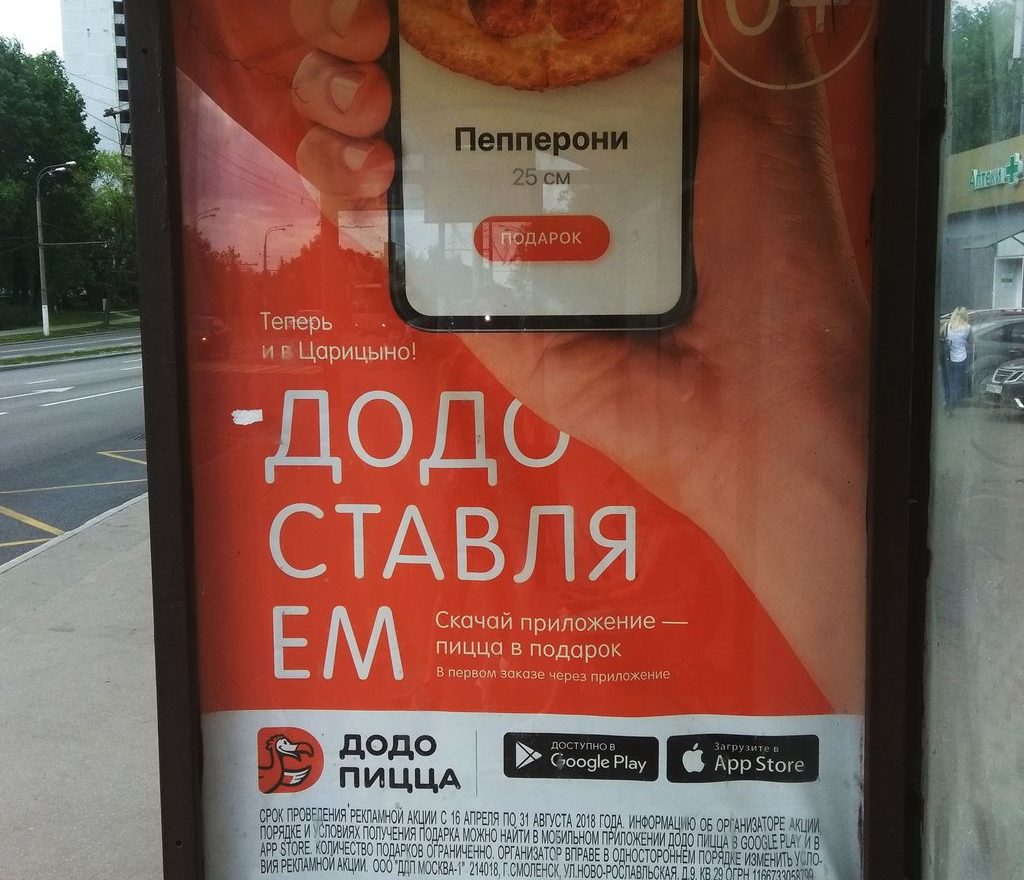 Пепперони
25 см
ПОДАРОК
Аптека
Теперь
и в Царицыно!
ДОДО
СТАВЛЯ
ЕМ
Скачай приложение —
пицца в подарок
В первом заказе через приложение
ДОДО
ПИЦЦА
ДОСТУПНО В
Google Play
Загрузите в
App Store
СРОК ПРОВЕДЕНИЯ РЕКЛАМНОЙ АКЦИИ С 16 АПРЕЛЯ ПО 31 АВГУСТА 2018 ГОДА. ИНФОРМАЦИЮ ОБ ОРГАНИЗАТОРЕ АКЦИИ,
ПОРЯДКЕ И УСЛОВИЯХ ПОЛУЧЕНИЯ ПОДАРКА МОЖНО НАЙТИ В МОБИЛЬНОМ ПРИЛОЖЕНИИ ДОДО ПИЦЦА В GOOGLE PLAY И В
APP STORE. КОЛИЧЕСТВО ПОДАРКОВ ОГРАНИЧЕННО. ОРГАНИЗАТОР ВПРАВЕ В ОДНОСТОРОННЕМ ПОРЯДКЕ ИЗМЕНИТЬ УСЛО-
ВИЯ РЕКЛАМНОЙ АКЦИИ. ООО "ДДП МОСКВА-1" 214018, Г.СМОЛЕНСК, УЛ.НОВО-РОСЛАВЛЬСКАЯ, Д.9, КВ 29 ОГРН